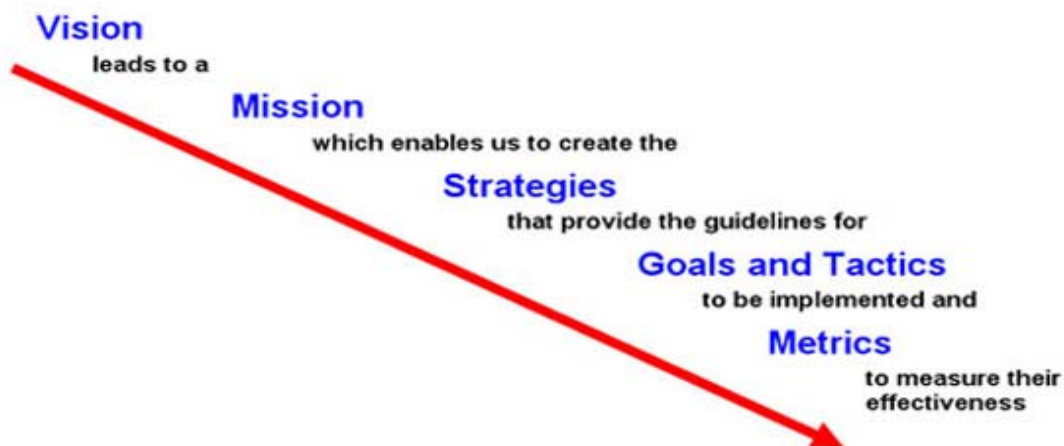 Vision
leads to a
Mission
which enables us to create the
Strategies
that provide the guidelines for
Goals and Tactics
to be implemented and
Metrics
to measure their
effectiveness